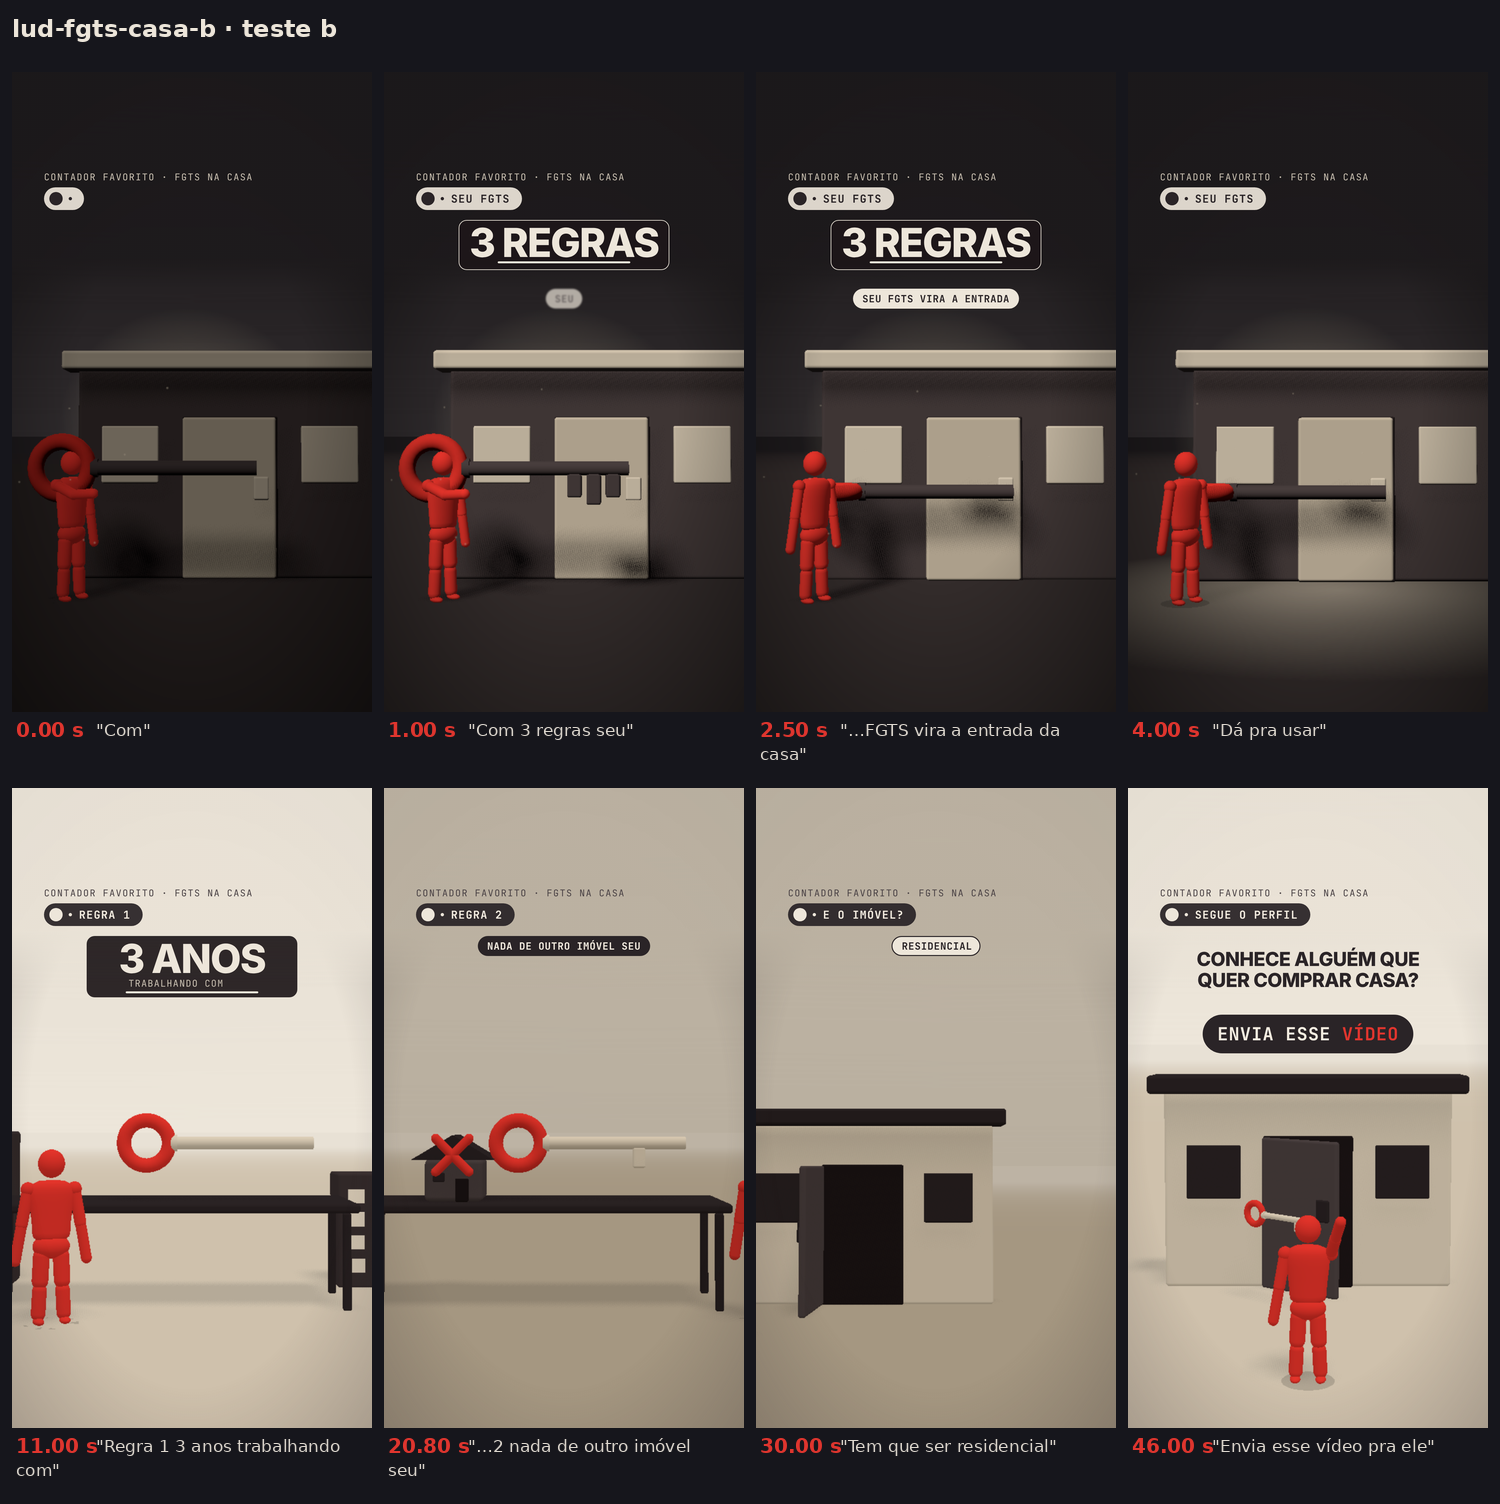 lud-fgts-casa-b · teste b
CONTADOR FAVORITO · FGTS NA CASA
CONTADOR FAVORITO · FGTS NA CASA
• SEU FGTS
3 REGRAS
SEU
CONTADOR FAVORITO · FGTS NA CASA
• SEU FGTS
3 REGRAS
SEU FGTS VIRA A ENTRADA
CONTADOR FAVORITO · FGTS NA CASA
• SEU FGTS
0.00 s "Com"
1.00 s "Com 3 regras seu"
2.50 s "...FGTS vira a entrada da
casa"
4.00 s "Dá pra usar"
CONTADOR FAVORITO · FGTS NA CASA
• REGRA 1
3 ANOS
TRABALHANDO COM
CONTADOR FAVORITO · FGTS NA CASA
• REGRA 2
NADA DE OUTRO IMÓVEL SEU
CONTADOR FAVORITO · FGTS NA CASA
• E O IMÓVEL?
RESIDENCIAL
CONTADOR FAVORITO · FGTS NA CASA
• SEGUE O PERFIL
CONHECE ALGUÉM QUE
QUER COMPRAR CASA?
ENVIA ESSE VÍDEO
11.00 s "Regra 1 3 anos trabalhando
com"
20.80 s "...2 nada de outro imóvel
seu"
30.00 s "Tem que ser residencial"
46.00 s "Envia esse vídeo pra ele"